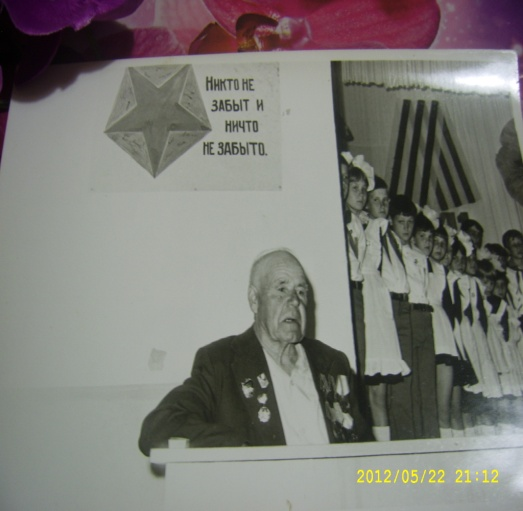 Никто не
забыт и
ничто
не забыто.
2012/05/22 21:12